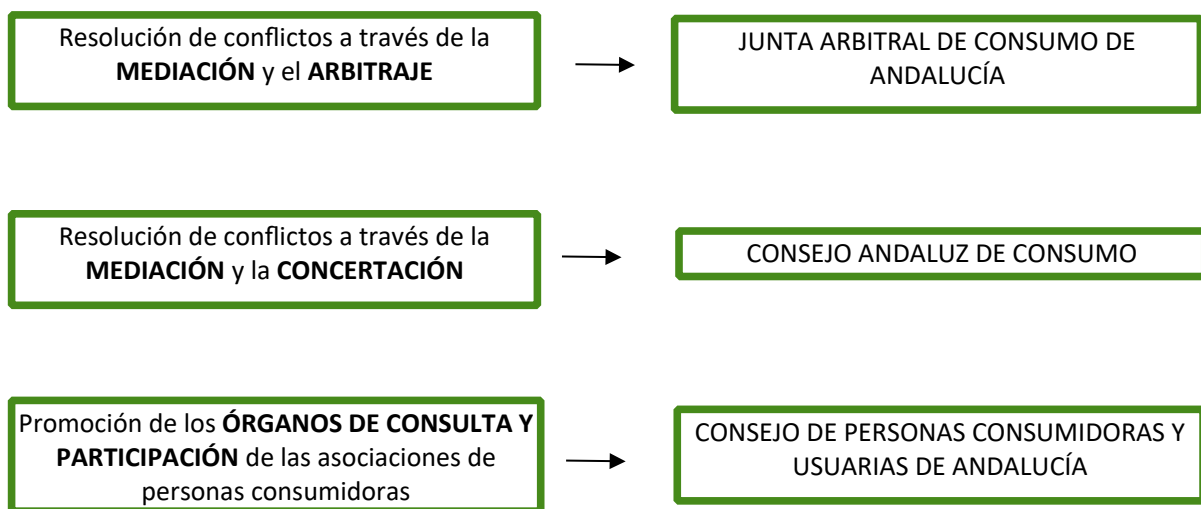 Resolución de conflictos a través de la
MEDIACIÓN y el ARBITRAJE
JUNTA ARBITRAL DE CONSUMO DE
ANDALUCÍA
Resolución de conflictos a través de la
MEDIACIÓN y la CONCERTACIÓN
CONSEJO ANDALUZ DE CONSUMO
Promoción de los ÓRGANOS DE CONSULTA Y
PARTICIPACIÓN de las asociaciones de
personas consumidoras
CONSEJO DE PERSONAS CONSUMIDORAS Y
USUARIAS DE ANDALUCÍA